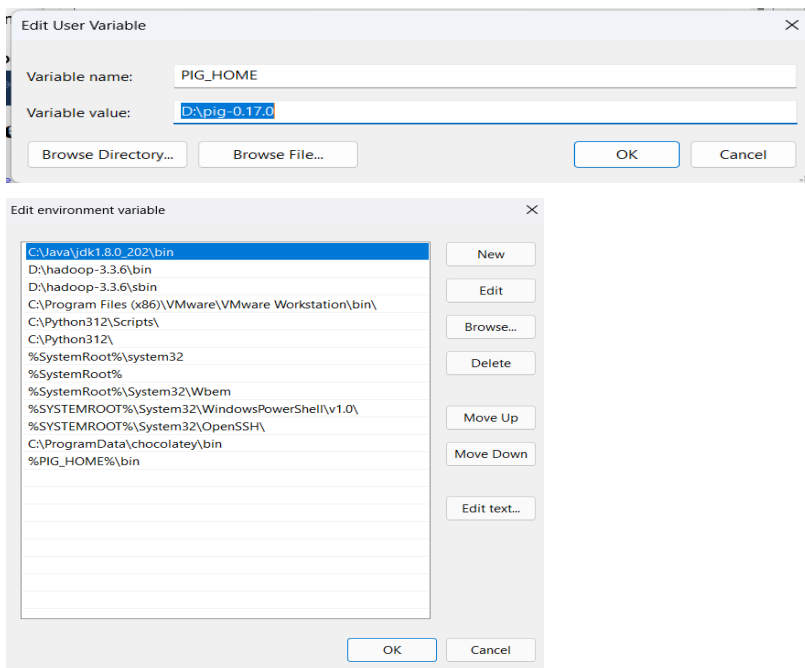 Edit User Variable
Variable name:
PIG_HOME
Variable value:
D:\pig-0.17.0
Browse Directory...
Browse File...
OK
Cancel
Edit environment variable
C:\Java\jdk1.8.0_202\bin
D:\hadoop-3.3.6\bin
D:\hadoop-3.3.6\sbin
C:\Program Files (x86)\VMware\VMware Workstation\bin\
C:\Python312\Scripts\
C:\Python312\
%SystemRoot%\system32
%SystemRoot%
%SystemRoot%\System32\Wbem
%SYSTEMROOT%\System32\WindowsPowerShell\v1.0\
%SYSTEMROOT%\System32\OpenSSH\
C:\ProgramData\chocolatey\bin
%PIG_HOME%\bin
New
Edit
Browse...
Delete
Move Up
Move Down
Edit text...
OK
Cancel